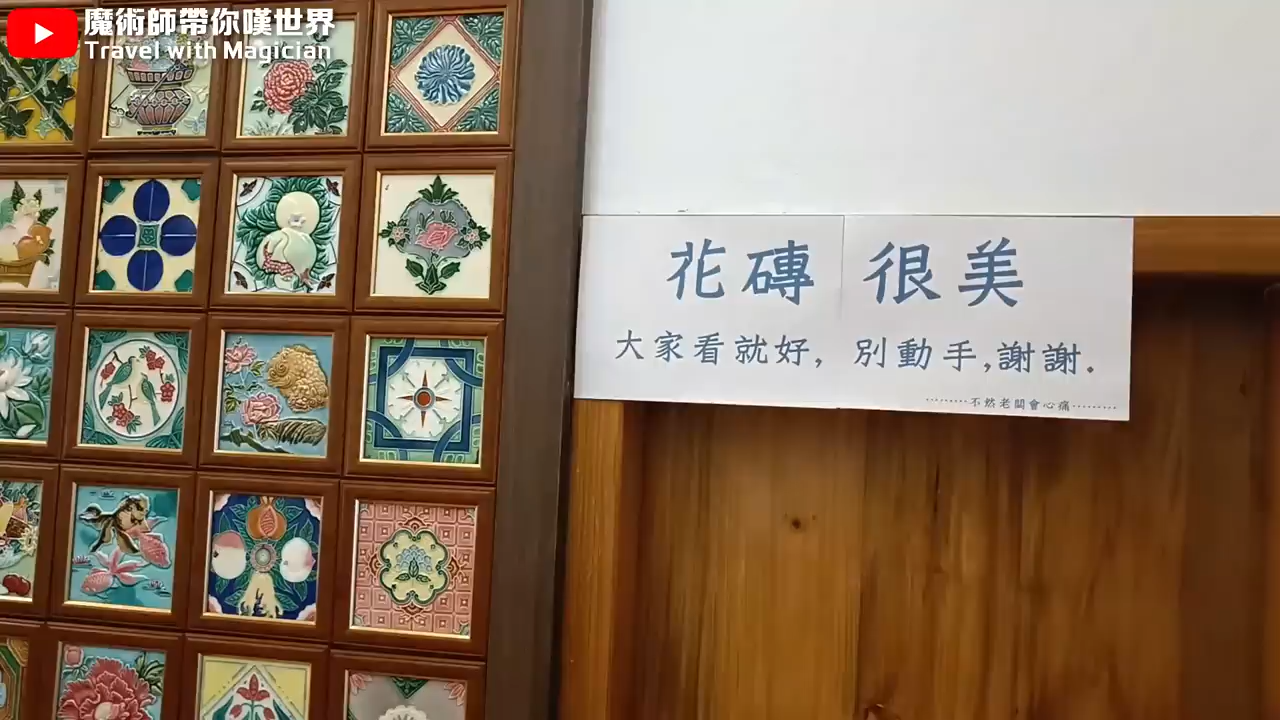 魔術師帶你嘆世界
Travel with Magician
花磚 很美
大家看就好, 別動手,謝謝.
………不然老闆會心痛………